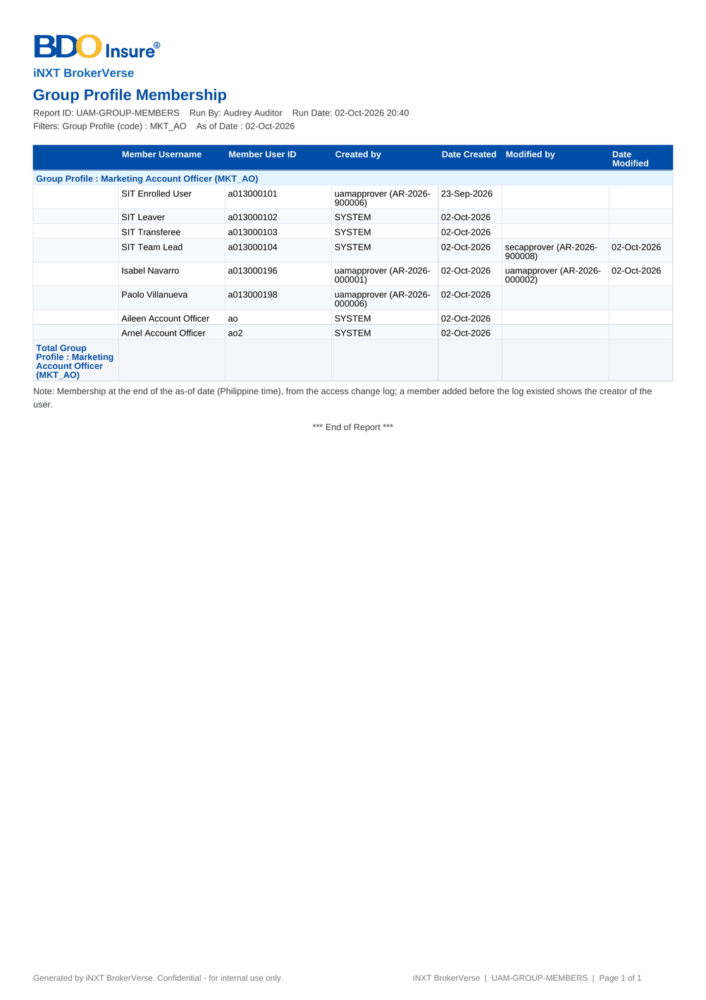 BDO Insure®
iNXT BrokerVerse
Group Profile Membership
Report ID: UAM-GROUP-MEMBERS Run By: Audrey Auditor Run Date: 02-Oct-2026 20:40
Filters: Group Profile (code) : MKT_AO As of Date : 02-Oct-2026
Member Username Member User ID Created by Date Created Modified by Date
Modified
Group Profile : Marketing Account Officer (MKT_AO)
SIT Enrolled User a013000101 uamapprover (AR-2026- 23-Sep-2026
900006)
SIT Leaver a013000102 SYSTEM 02-Oct-2026
SIT Transferee a013000103 SYSTEM 02-Oct-2026
SIT Team Lead a013000104 SYSTEM 02-Oct-2026 secapprover (AR-2026- 02-Oct-2026
900008)
Isabel Navarro a013000196 uamapprover (AR-2026- 02-Oct-2026 uamapprover (AR-2026- 02-Oct-2026
000001) 000002)
Paolo Villanueva a013000198 uamapprover (AR-2026- 02-Oct-2026
000006)
Aileen Account Officer ao SYSTEM 02-Oct-2026
Arnel Account Officer ao2 SYSTEM 02-Oct-2026
Total Group
Profile : Marketing
Account Officer
(MKT_AO)
Note: Membership at the end of the as-of date (Philippine time), from the access change log; a member added before the log existed shows the creator of the
user.
*** End of Report ***
Generated by iNXT BrokerVerse. Confidential - for internal use only. iNXT BrokerVerse | UAM-GROUP-MEMBERS | Page 1 of 1